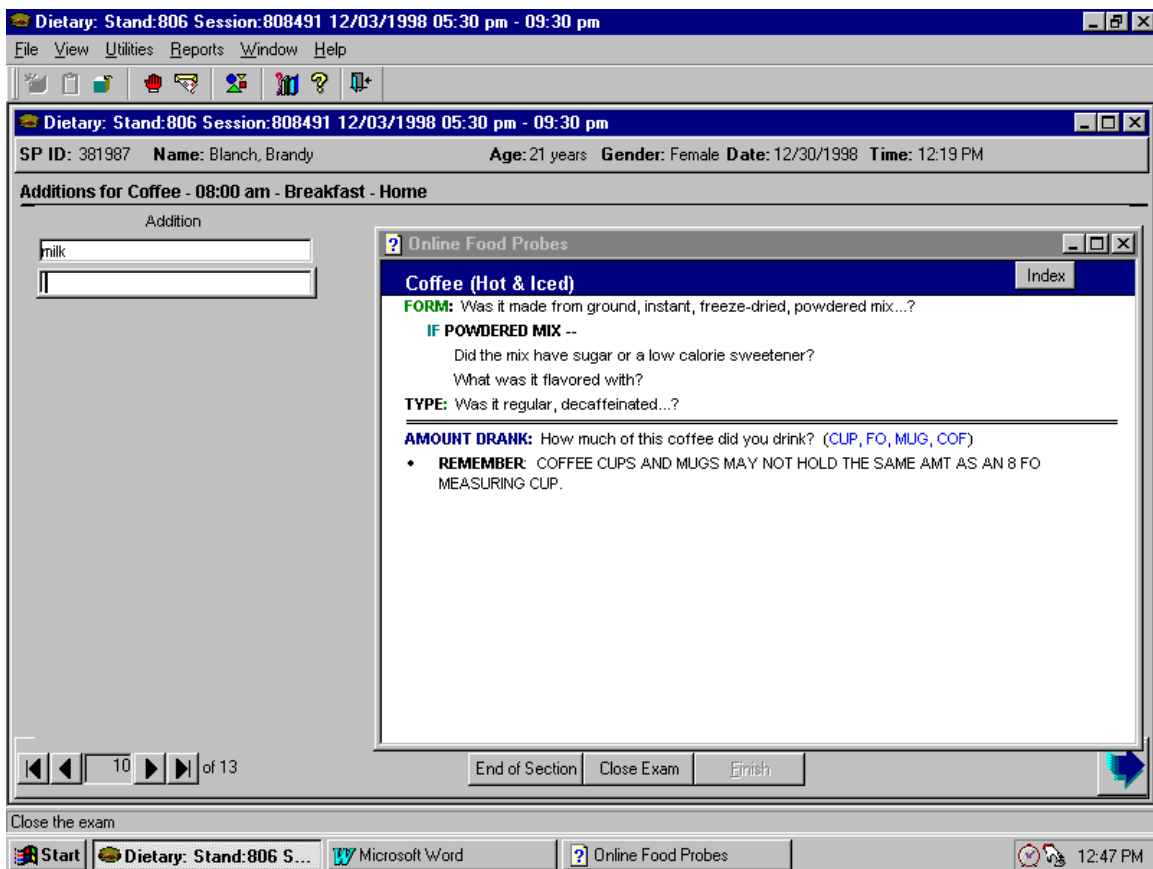 Dietary: Stand:806 Session:808491 12/03/1998 05:30 pm - 09:30 pm
File View Utilities Reports Window Help
Dietary: Stand:806 Session:808491 12/03/1998 05:30 pm - 09:30 pm
SP ID: 381987 Name: Blanch, Brandy Age: 21 years Gender: Female Date: 12/30/1998 Time: 12:19 PM
Additions for Coffee - 08:00 am - Breakfast - Home
Addition
milk
Online Food Probes
Index
Coffee (Hot & Iced)
FORM: Was it made from ground, instant, freeze-dried, powdered mix...?
IF POWDERED MIX --
Did the mix have sugar or a low calorie sweetener?
What was it flavored with?
TYPE: Was it regular, decaffeinated...?
AMOUNT DRANK: How much of this coffee did you drink? (CUP, FO, MUG, COF)
• REMEMBER: COFFEE CUPS AND MUGS MAY NOT HOLD THE SAME AMT AS AN 8 FO
MEASURING CUP.
10 of 13
End of Section Close Exam Finish
Close the exam
Start Dietary: Stand:806 S... Microsoft Word Online Food Probes 12:47 PM